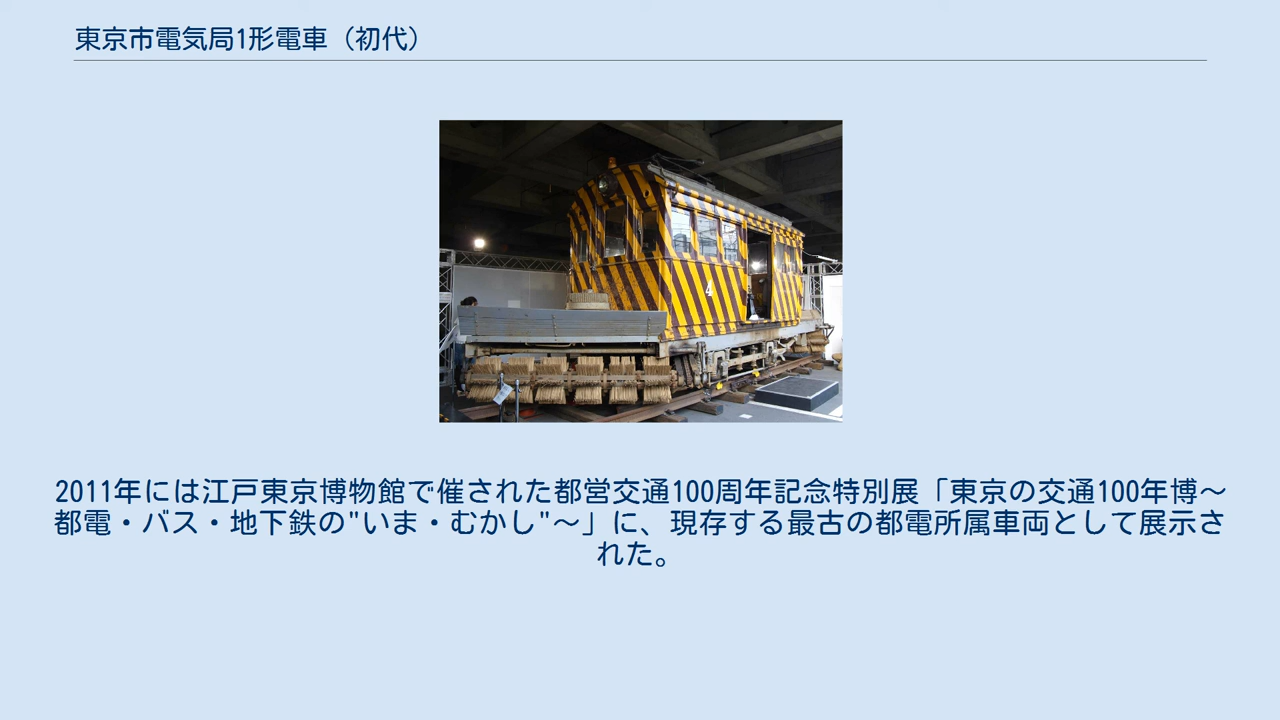 東京市電気局1形電車（初代）
4
2011年には江戸東京博物館で催された都営交通100周年記念特別展「東京の交通100年博～
都電・バス・地下鉄の"いま・むかし"～」に、現存する最古の都電所属車両として展示さ
れた。